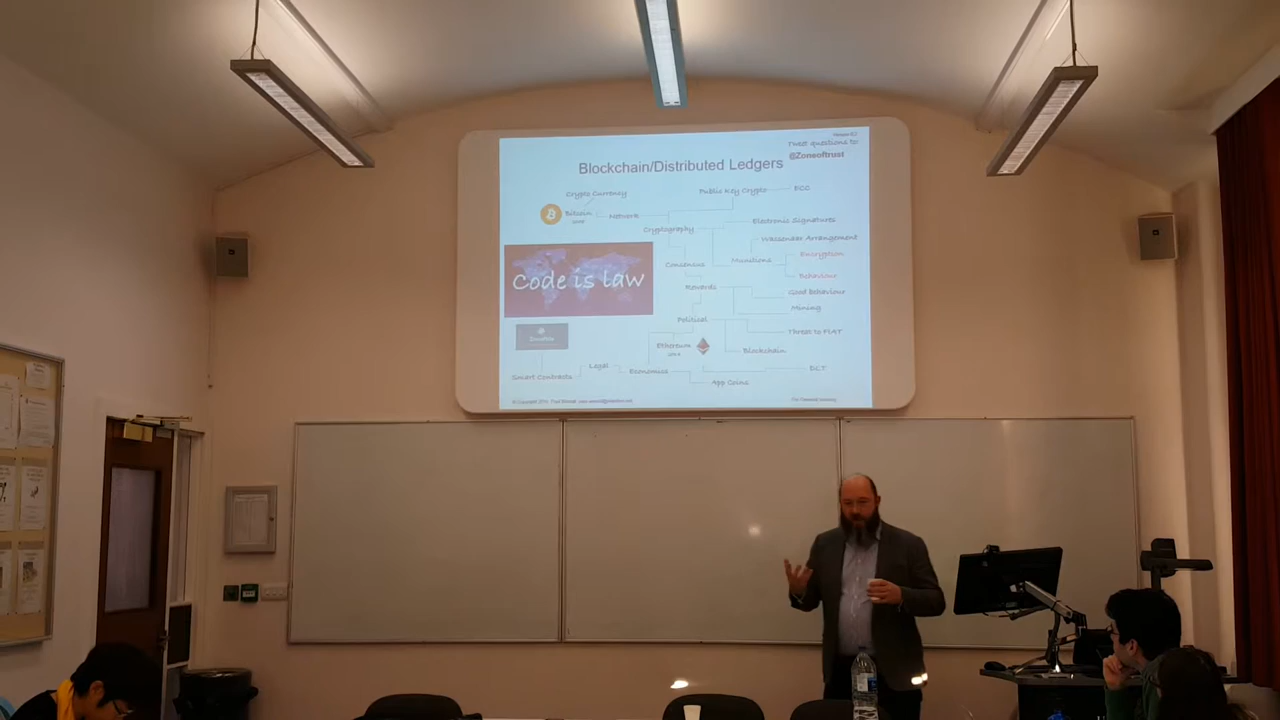 Tweet questions to:
@Zoneoftrust
Blockchain/Distributed Ledgers
Crypto Currency
Public Key Crypto
ECC
Bitcoin
Network
Electronic Signatures
Cryptography
Wassenaar Arrangement
Encryption
Consensus
Munitions
Behaviour
Code is law
Rewards
Good Behaviour
Mining
Political
Threat to FIAT
Ethereum
Blockchain
Legal
Economics
Smart Contracts
App Coins